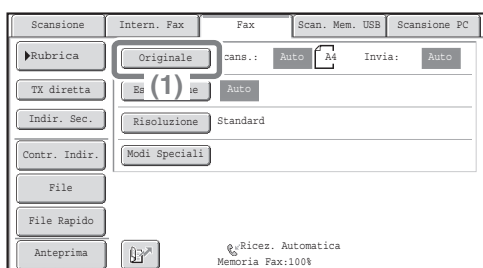 Scansione Intern. Fax Fax Scan. Mem. USB Scansione PC
Rubrica Originale cans.: Auto A4 Invia: Auto
TX diretta Es (1) e Auto
Indir. Sec. Risoluzione Standard
Contr. Indir. Modi Speciali
File
File Rapido
Anteprima Ricez. Automatica
Memoria Fax:100%